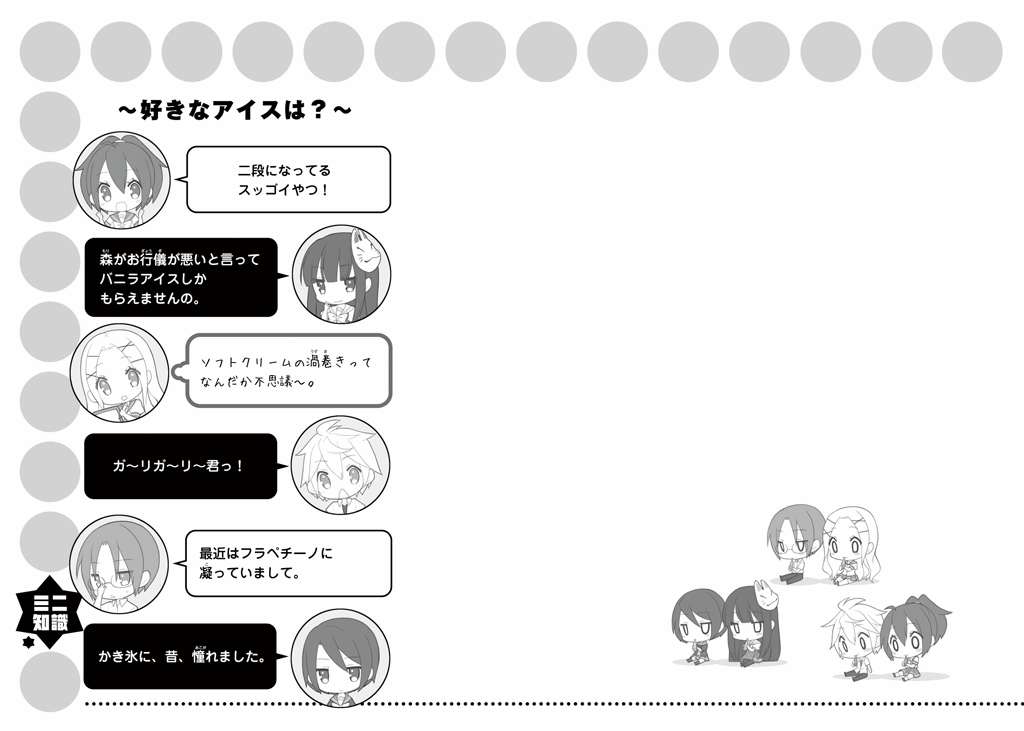 ～好きなアイスは？～
二段になってる
スッゴイやつ！
森がお行儀が悪いと言って
バニラアイスしか
もらえませんの。
ソフトクリームの渦巻きって
なんだか不思議～。
ガ～リガ～リ～君っ！
最近はフラペチーノに
凝っていまして。
かき氷に、昔、憧れました。
ミニ
知識